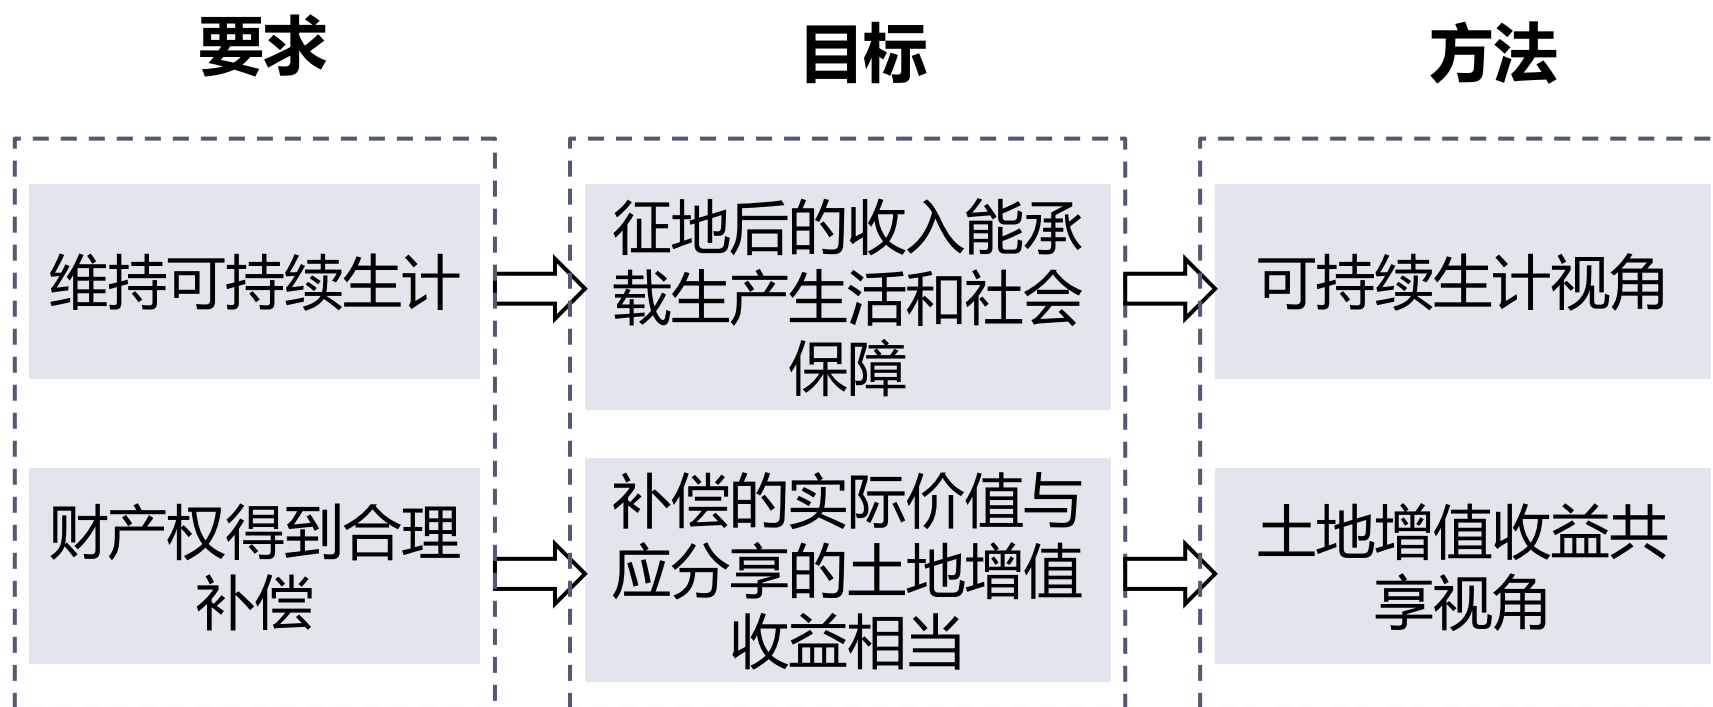 要求
目标
方法
维持可持续生计
征地后的收入能承
载生产生活和社会
保障
可持续生计视角
财产权得到合理
补偿
补偿的实际价值与
应分享的土地增值
收益相当
土地增值收益共
享视角